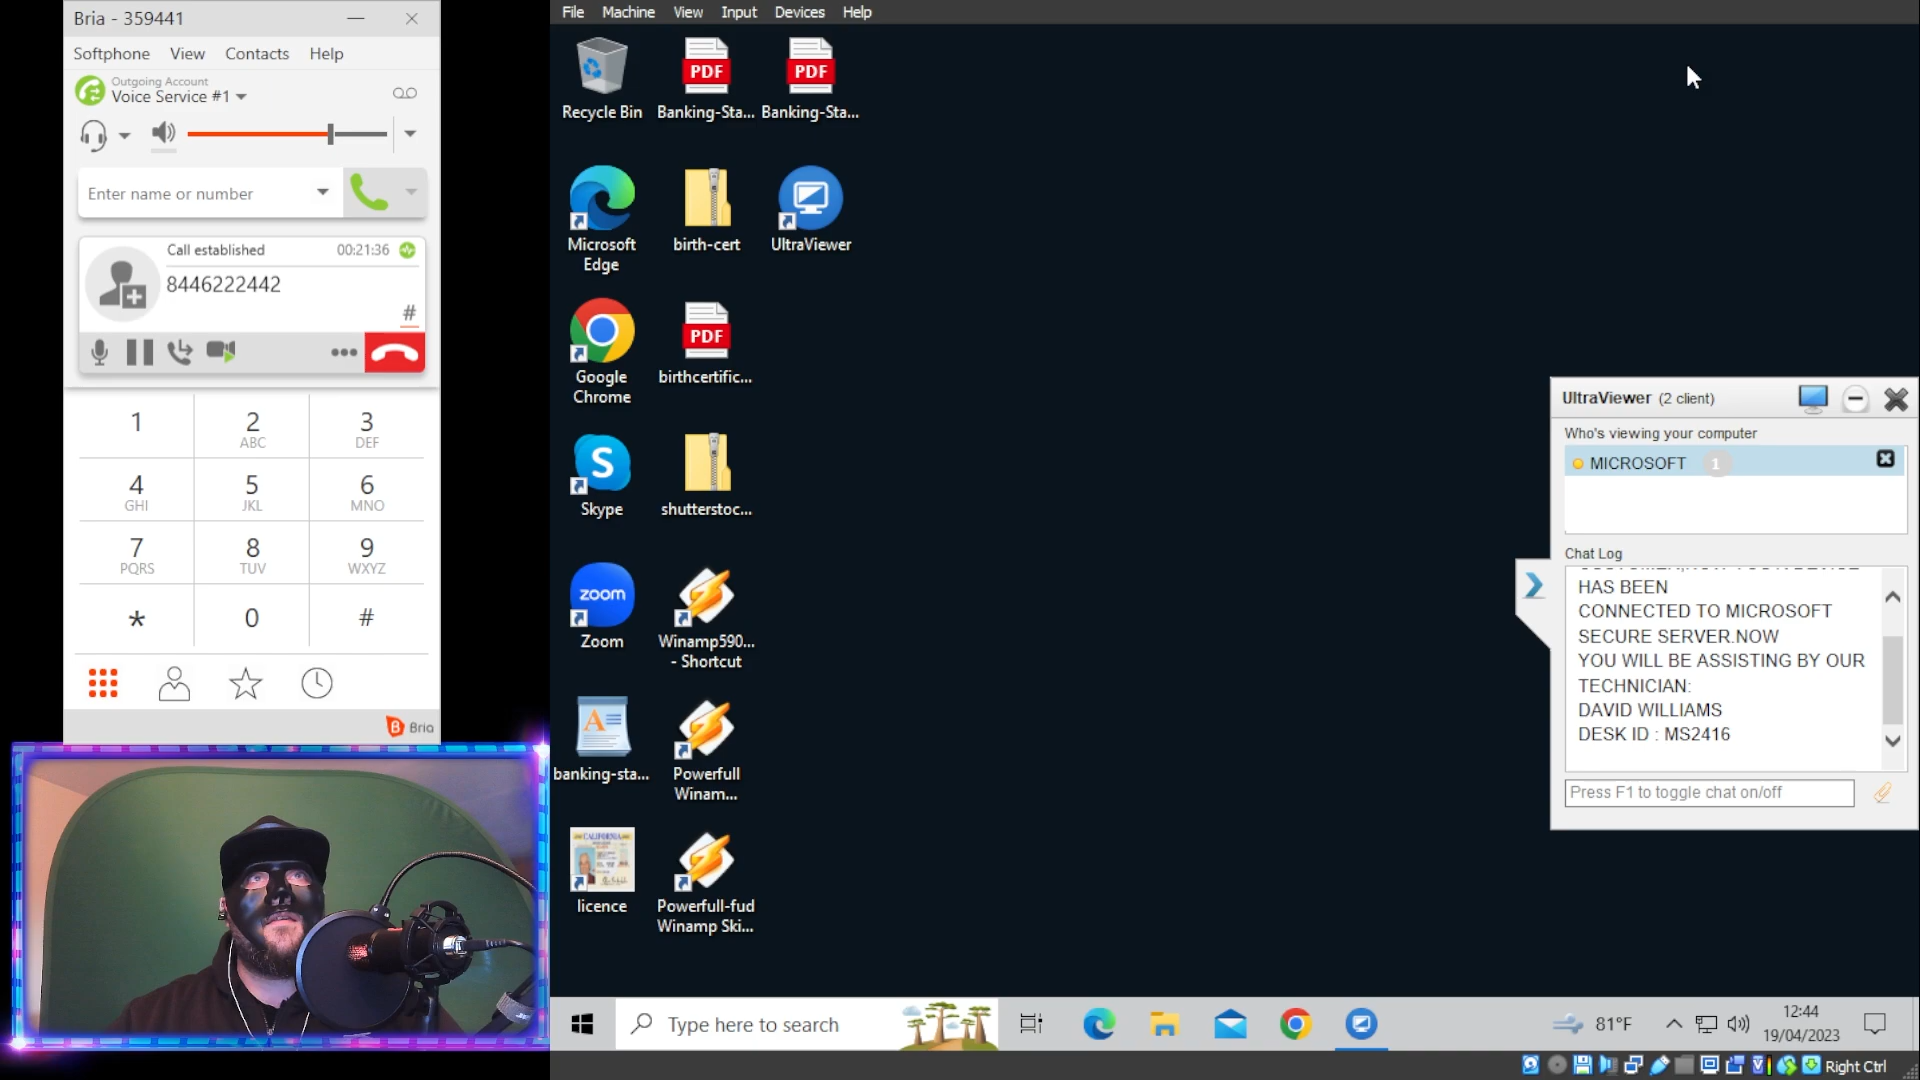 Bria - 359441
Softphone View Contacts Help
Outgoing Account
Voice Service #1
Enter name or number
Call established 00:21:36
8446222442
#
1
2
ABC
3
DEF
4
GHI
5
JKL
6
MNO
7
PQRS
8
TUV
9
WXYZ
*
0
#
Bria
File Machine View Input Devices Help
Recycle Bin
PDF
Banking-Sta...
PDF
Banking-Sta...
Microsoft
Edge
birth-cert
UltraViewer
Google
Chrome
PDF
birthcertific...
Skype
shutterstoc...
zoom
Zoom
Winamp590...
- Shortcut
banking-sta...
Powerfull
Winam...
CALIFORNIA
licence
Powerfull-fud
Winamp Ski...
UltraViewer (2 client)
Who's viewing your computer
MICROSOFT 1
Chat Log
HAS BEEN
CONNECTED TO MICROSOFT
SECURE SERVER.NOW
YOU WILL BE ASSISTING BY OUR
TECHNICIAN:
DAVID WILLIAMS
DESK ID : MS2416
Press F1 to toggle chat on/off
Type here to search
81°F
12:44
19/04/2023
Right Ctrl